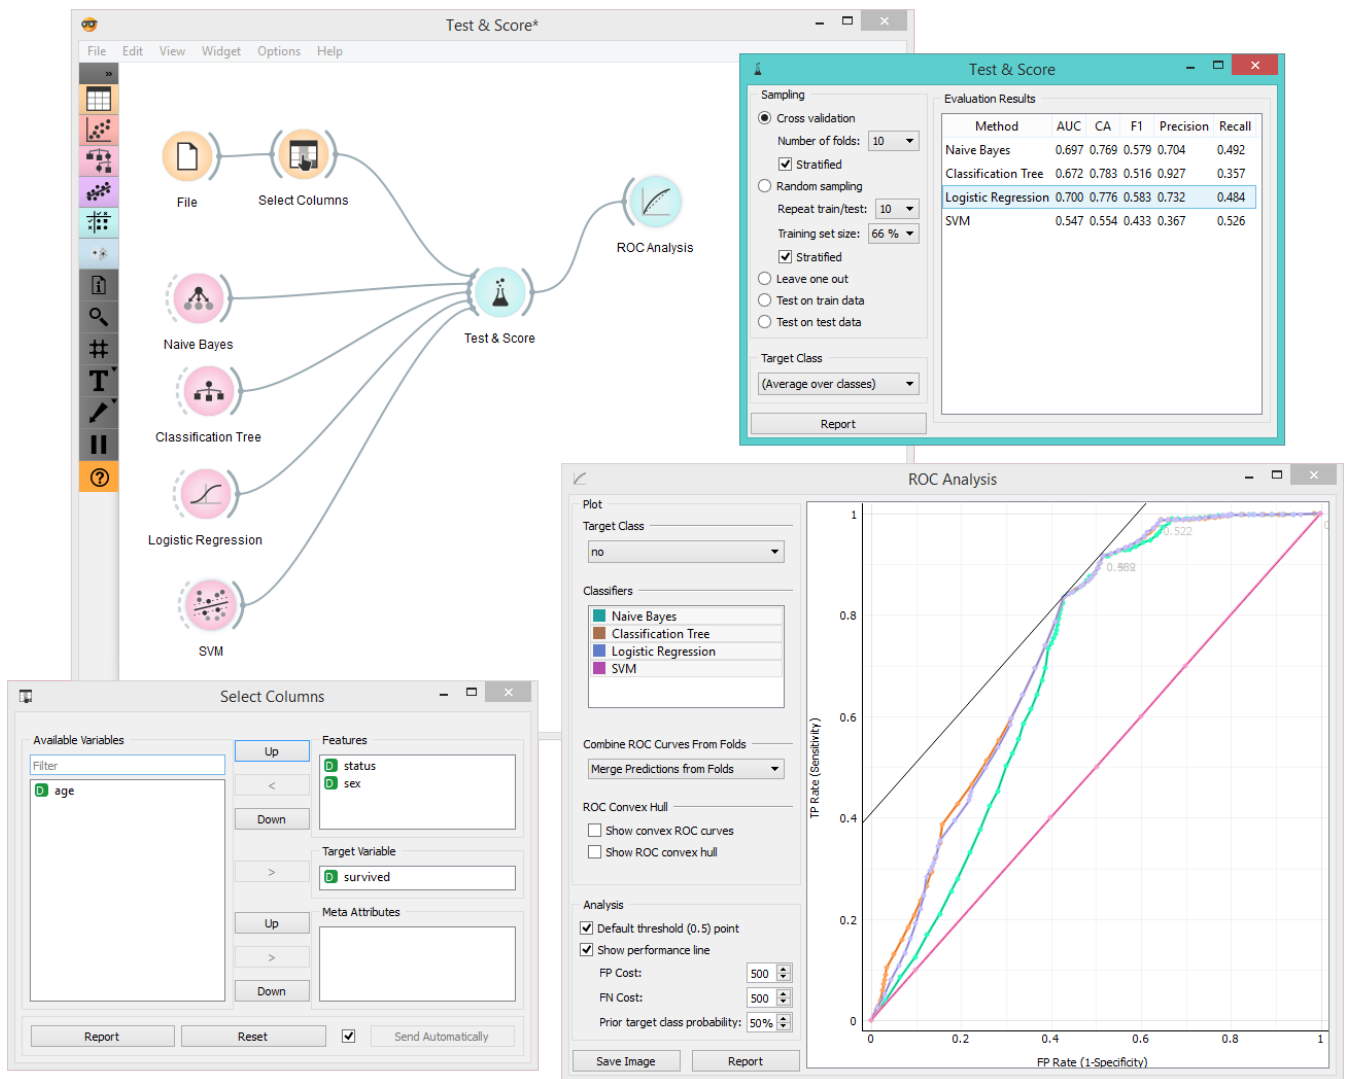 Test & Score*
File Edit View Widget Options Help
»
File
Select Columns
ROC Analysis
Naive Bayes
Test & Score
Classification Tree
Logistic Regression
SVM
Test & Score
Sampling
Cross validation
Number of folds: 10
Stratified
Random sampling
Repeat train/test: 10
Training set size: 66 %
Stratified
Leave one out
Test on train data
Test on test data
Target Class
(Average over classes)
Report
Evaluation Results
Method AUC CA F1 Precision Recall
Naive Bayes 0.697 0.769 0.579 0.704 0.492
Classification Tree 0.672 0.783 0.516 0.927 0.357
Logistic Regression 0.700 0.776 0.583 0.732 0.484
SVM 0.547 0.554 0.433 0.367 0.526
Select Columns
Available Variables
Filter
D age
Up
<
Down
>
Up
>
Down
Features
D status
D sex
Target Variable
D survived
Meta Attributes
Report Reset Send Automatically
ROC Analysis
Plot
Target Class
no
Classifiers
Naive Bayes
Classification Tree
Logistic Regression
SVM
Combine ROC Curves From Folds
Merge Predictions from Folds
ROC Convex Hull
Show convex ROC curves
Show ROC convex hull
Analysis
Default threshold (0.5) point
Show performance line
FP Cost: 500
FN Cost: 500
Prior target class probability: 50%
Save Image Report
TP Rate (Sensitivity)
1
0.8
0.6
0.4
0.2
0
0.522
0 0.2 0.4 0.6 0.8 1
FP Rate (1-Specificity)